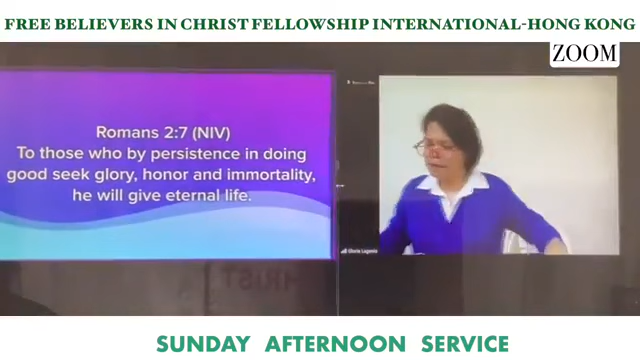 FREE BELIEVERS IN CHRIST FELLOWSHIP INTERNATIONAL-HONG KONG
ZOOM
Romans 2:7 (NIV)
To those who by persistence in doing
good seek glory, honor and immortality,
he will give eternal life.
SUNDAY AFTERNOON SERVICE